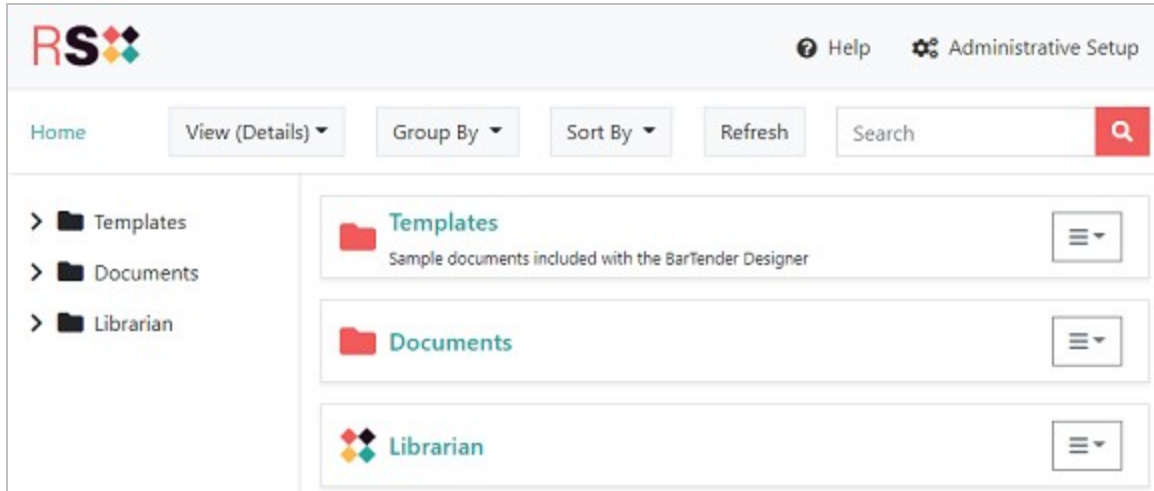 RS
Help
Administrative Setup
Home
View (Details)
Group By
Sort By
Refresh
Search
Templates
Documents
Librarian
Templates
Sample documents included with the BarTender Designer
Documents
Librarian